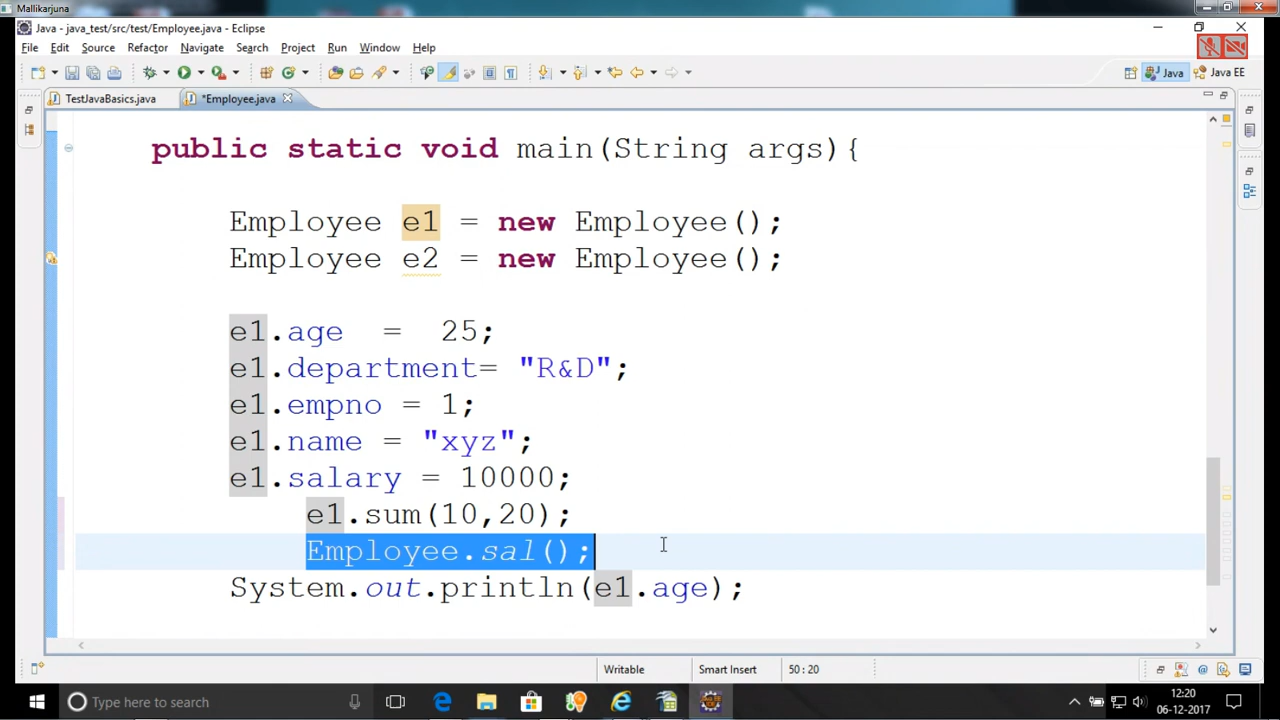 Mallikarjuna
Java - java_test/src/test/Employee.java - Eclipse
File Edit Source Refactor Navigate Search Project Run Window Help
Java Java EE
TestJavaBasics.java *Employee.java
public static void main(String args){
Employee e1 = new Employee();
Employee e2 = new Employee();
e1.age = 25;
e1.department= "R&D";
e1.empno = 1;
e1.name = "xyz";
e1.salary = 10000;
e1.sum(10,20);
Employee.sal();
System.out.println(e1.age);
Writable Smart Insert 50 : 20
Type here to search
12:20
06-12-2017